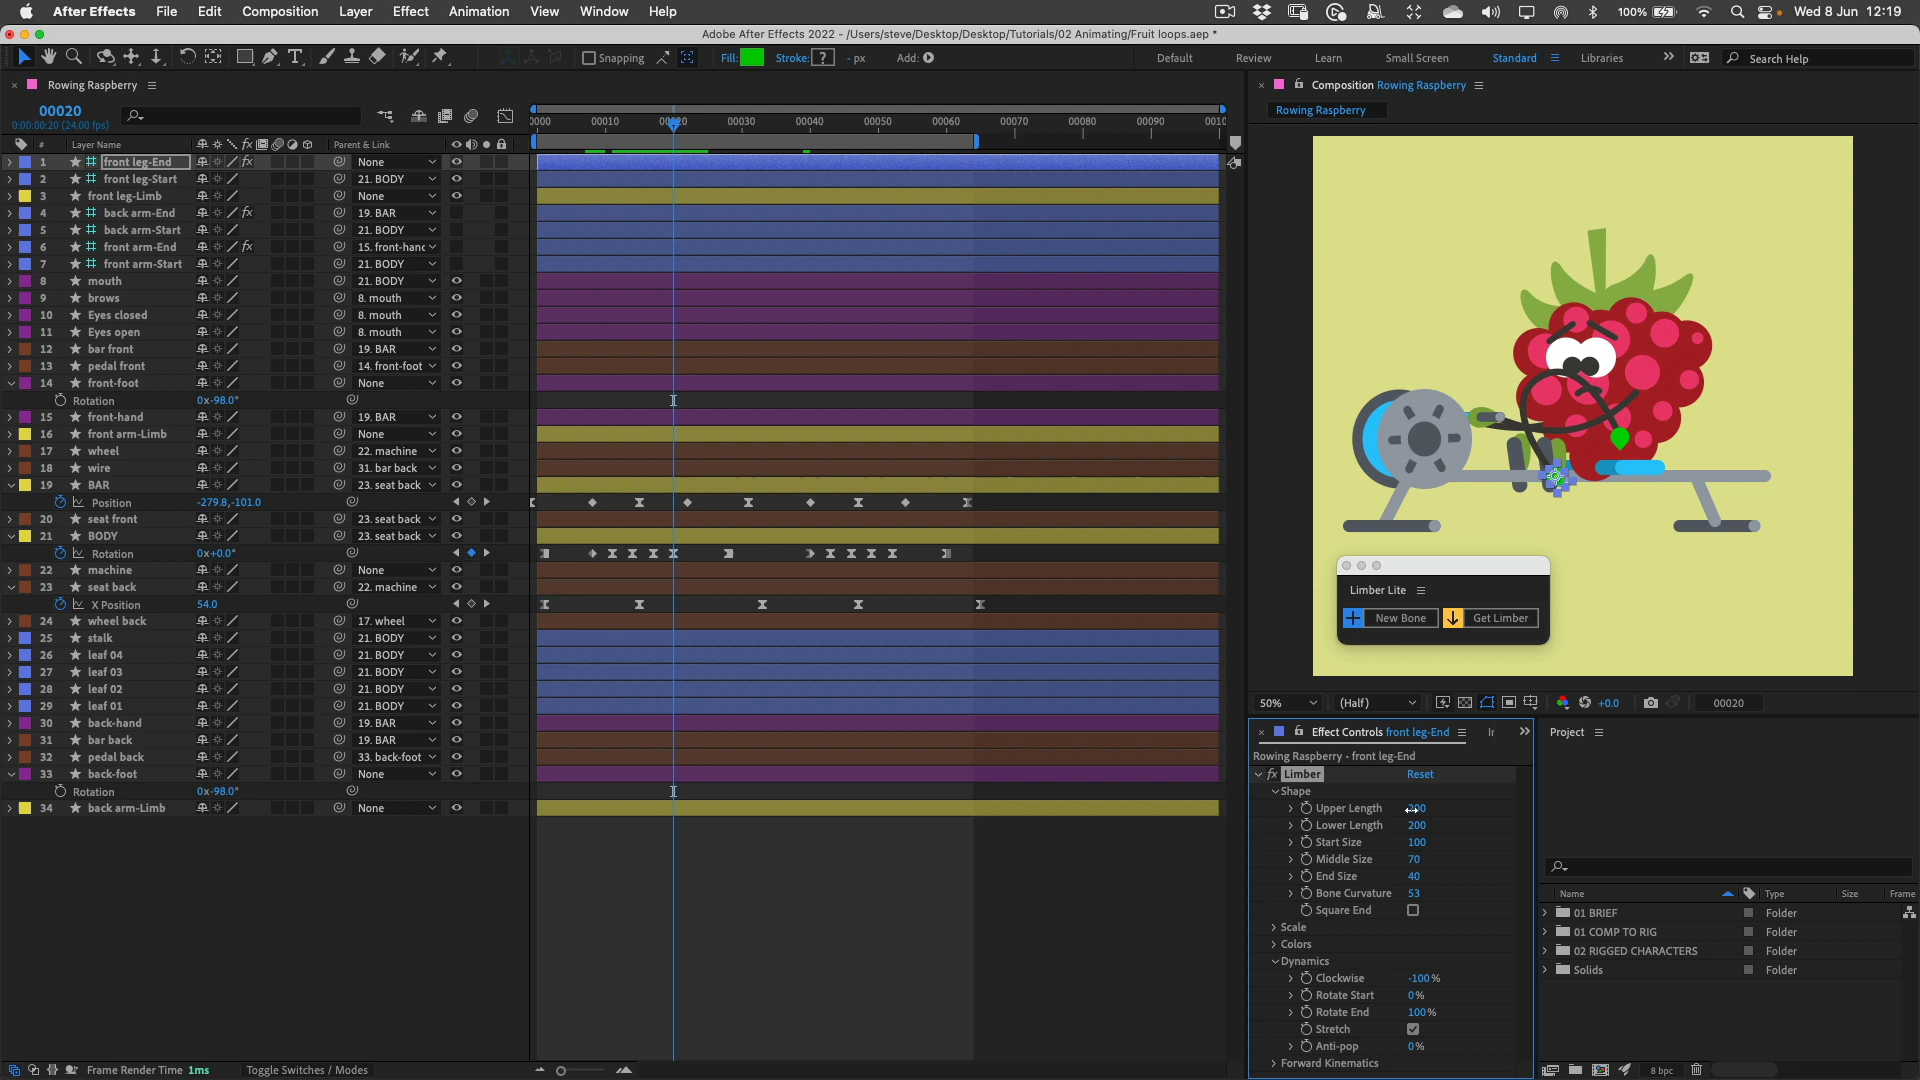 After Effects File Edit Composition Layer Effect Animation View Window Help 100% Wed 8 Jun 12:19
Adobe After Effects 2022 - /Users/steve/Desktop/Desktop/Tutorials/02 Animating/Fruit loops.aep *
Snapping Fill: Stroke: ? - px Add: Default Review Learn Small Screen Standard Libraries Search Help
Rowing Raspberry
00020
0:00:00:20 (24.00 fps)
0000 00010 00020 00030 00040 00050 00060 00070 00080 00090 0010
# Layer Name Parent & Link
1 front leg-End None
2 front leg-Start 21. BODY
3 front leg-Limb None
4 back arm-End 19. BAR
5 back arm-Start 21. BODY
6 front arm-End 15. front-hand
7 front arm-Start 21. BODY
8 mouth 21. BODY
9 brows 8. mouth
10 Eyes closed 8. mouth
11 Eyes open 8. mouth
12 bar front 19. BAR
13 pedal front 14. front-foot
14 front-foot None
Rotation 0x-98.0°
15 front-hand 19. BAR
16 front arm-Limb None
17 wheel 22. machine
18 wire 31. bar back
19 BAR 23. seat back
Position -279.8,-101.0
20 seat front 23. seat back
21 BODY 23. seat back
Rotation 0x+0.0°
22 machine None
23 seat back 22. machine
X Position 54.0
24 wheel back 17. wheel
25 stalk 21. BODY
26 leaf 04 21. BODY
27 leaf 03 21. BODY
28 leaf 02 21. BODY
29 leaf 01 21. BODY
30 back-hand 19. BAR
31 bar back 19. BAR
32 pedal back 33. back-foot
33 back-foot None
Rotation 0x-98.0°
34 back arm-Limb None
Frame Render Time 1ms Toggle Switches / Modes
Composition Rowing Raspberry
Rowing Raspberry
Limber Lite
New Bone Get Limber
50% (Half) +0.0 00020
Effect Controls front leg-End Ir
Rowing Raspberry • front leg-End
fx Limber Reset
Shape
Upper Length
Lower Length 200
Start Size 100
Middle Size 70
End Size 40
Bone Curvature 53
Square End
Scale
Colors
Dynamics
Clockwise -100%
Rotate Start 0%
Rotate End 100%
Stretch
Anti-pop 0%
Forward Kinematics
Project
Name Type Size Frame
01 BRIEF Folder
01 COMP TO RIG Folder
02 RIGGED CHARACTERS Folder
Solids Folder
8 bpc